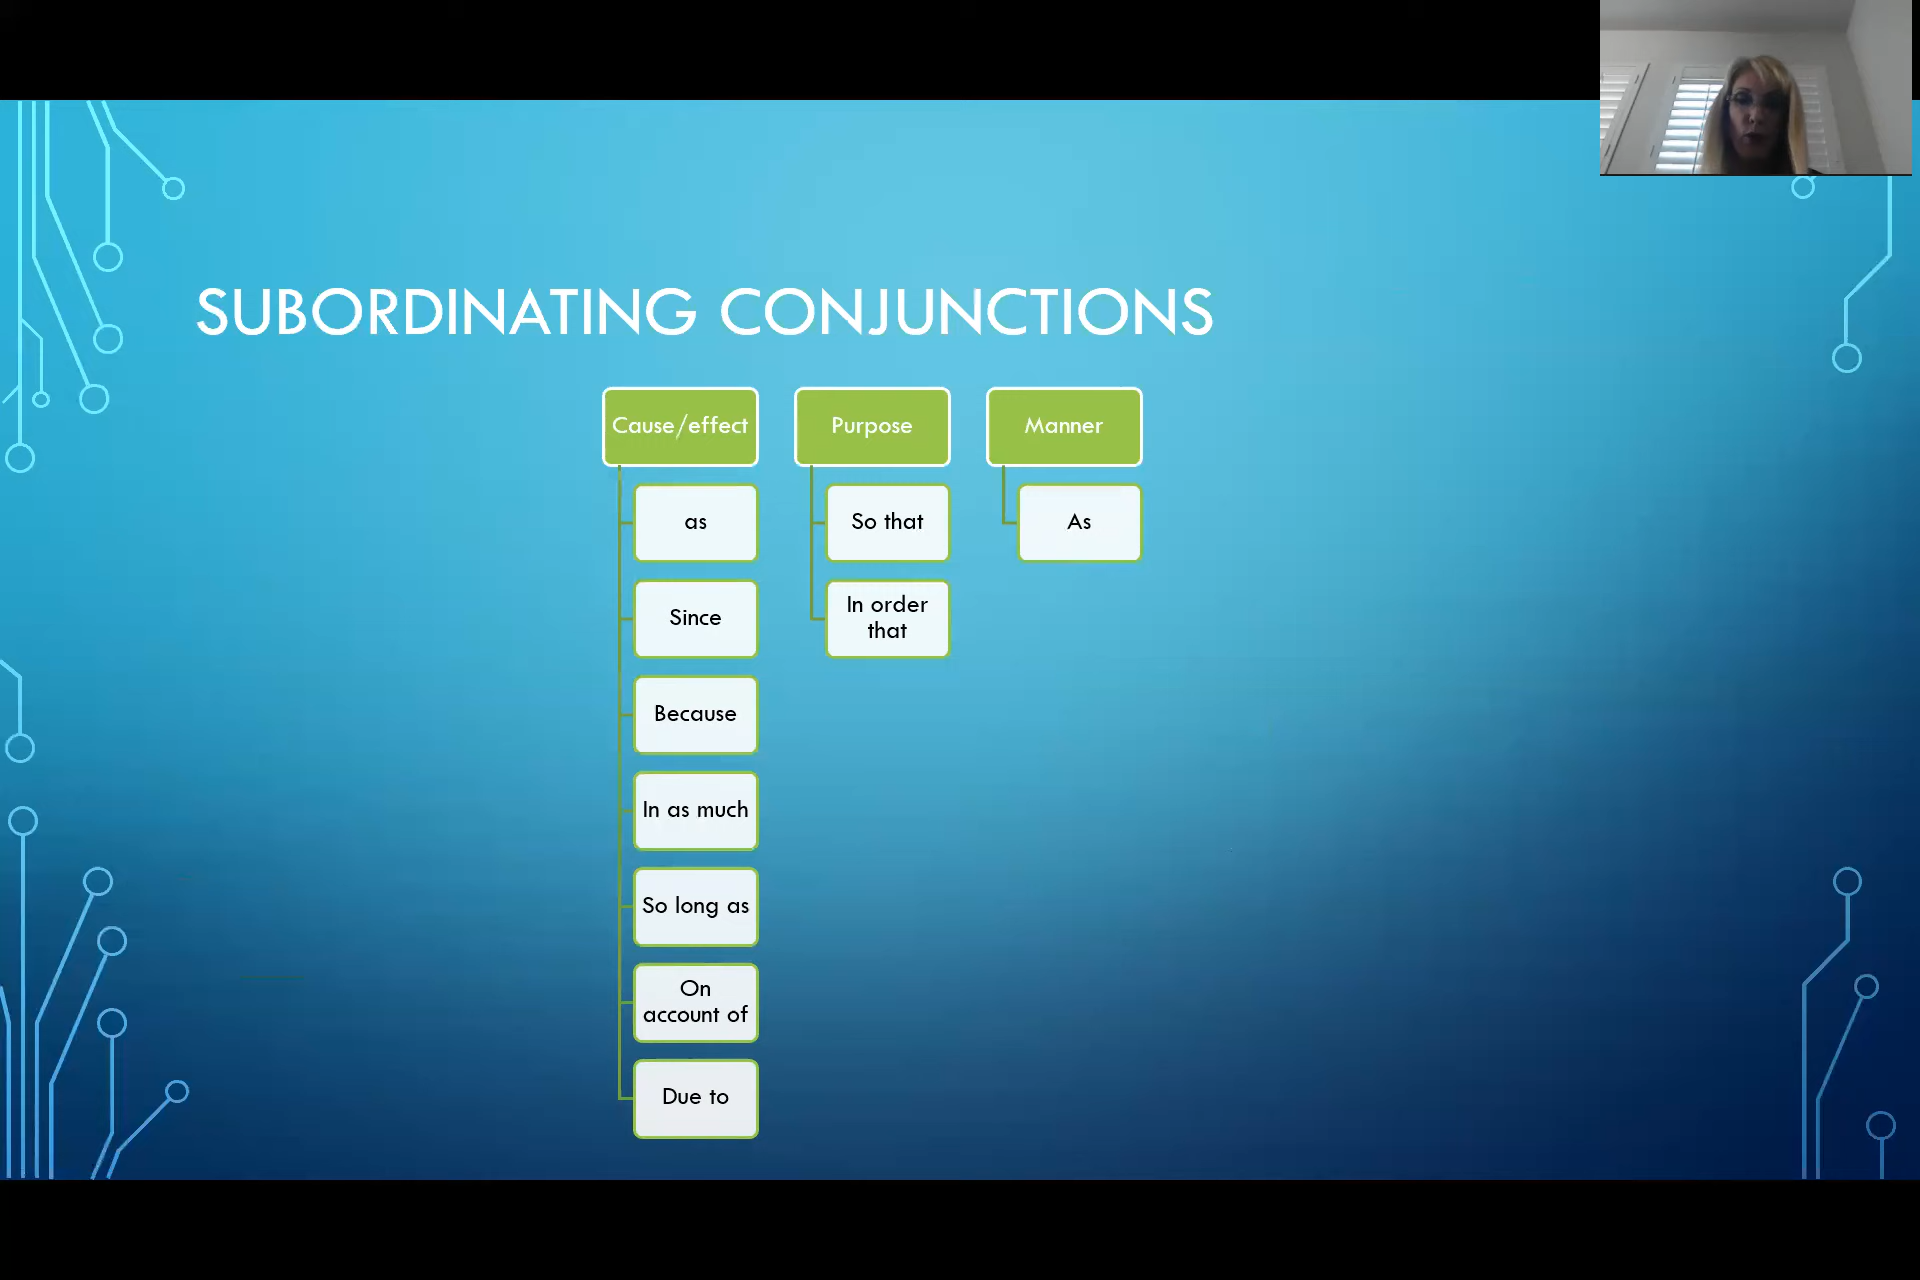 SUBORDINATING CONJUNCTIONS
Cause/effect
as
Since
Because
In as much
So long as
On
account of
Due to
Purpose
So that
In order
that
Manner
As